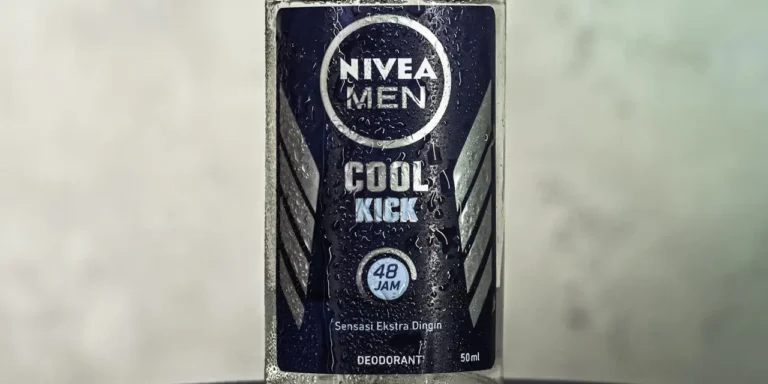 NIVEA
MEN
COOL
KICK
48
JAM
Sensasi Ekstra Dingin
DEODORANT
50ml